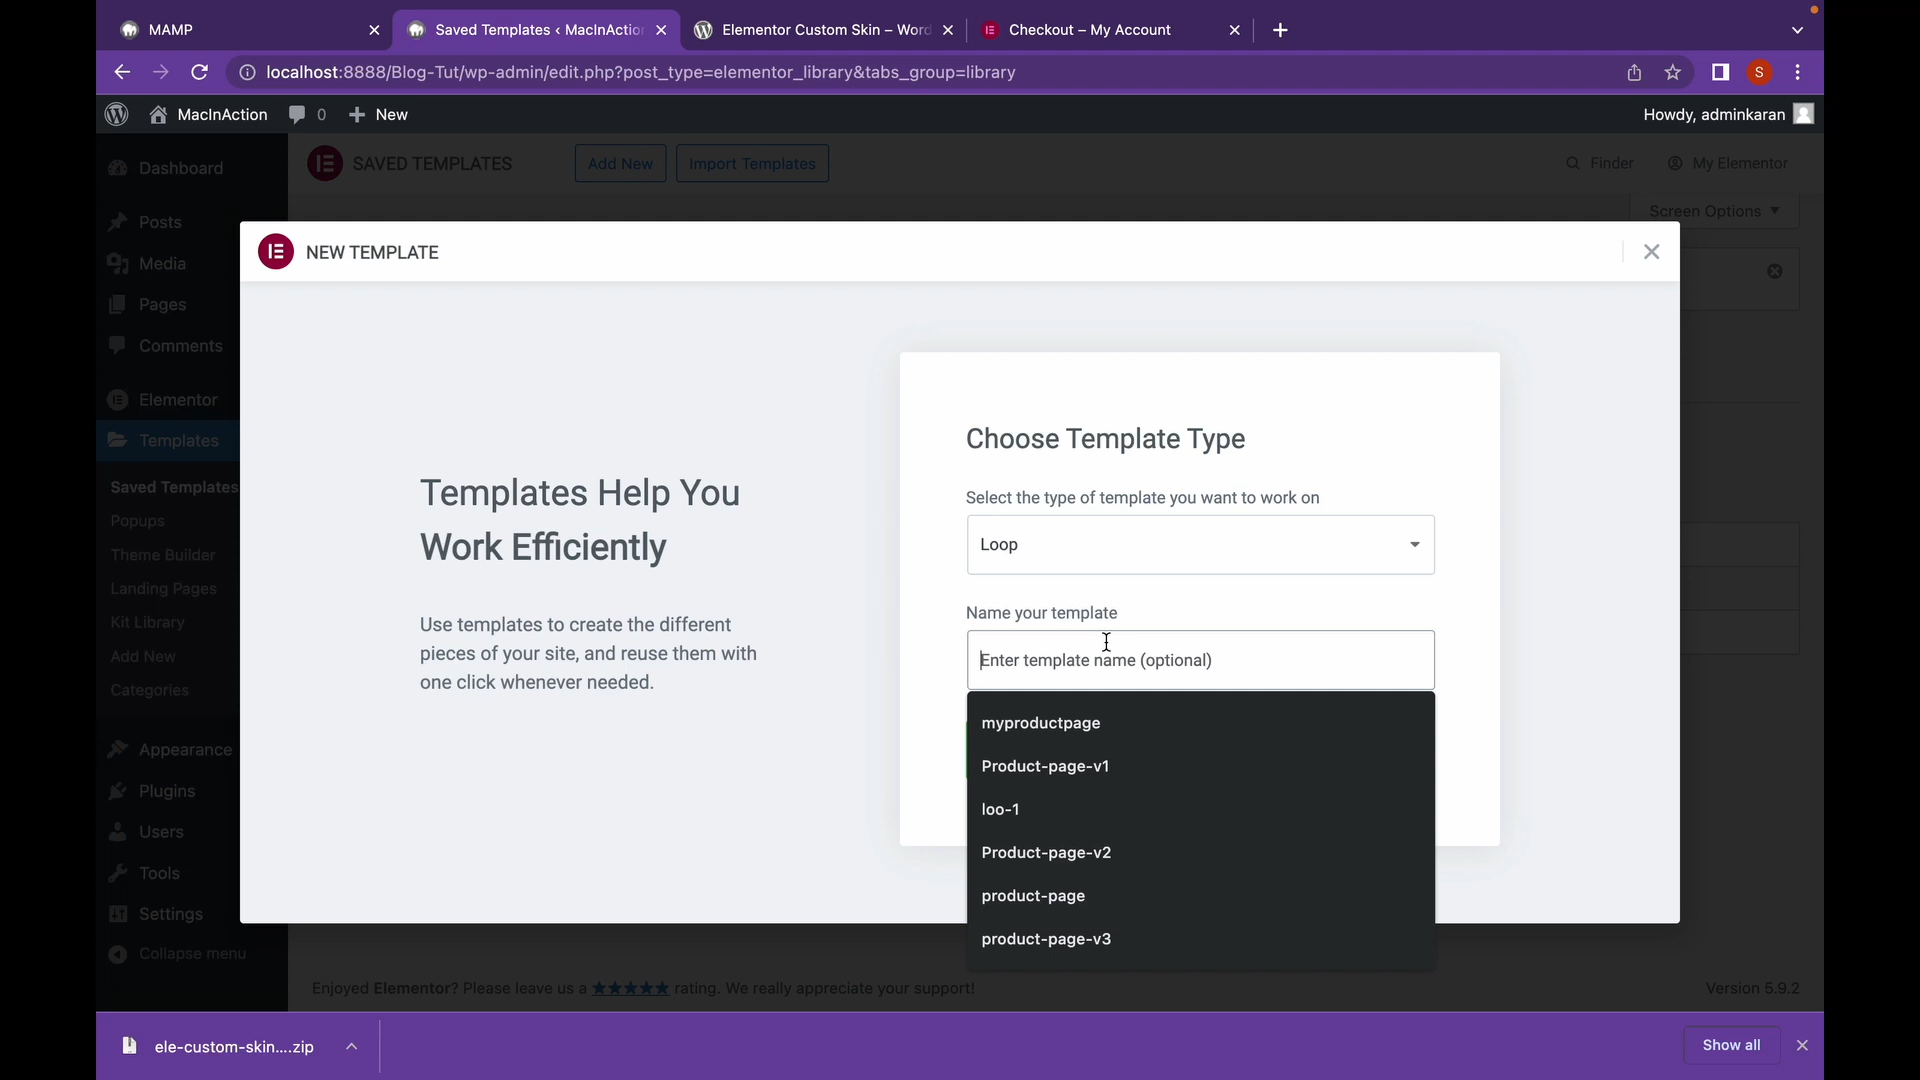 MAMP
Saved Templates ‹ MacInActio
Elementor Custom Skin – Word
Checkout – My Account
localhost:8888/Blog-Tut/wp-admin/edit.php?post_type=elementor_library&tabs_group=library
S
MacInAction
0
New
Howdy, adminkaran
Dashboard
SAVED TEMPLATES
Add New
Import Templates
Finder
My Elementor
Screen Options
Posts
Media
Pages
Comments
Elementor
Templates
Saved Templates
Popups
Theme Builder
Landing Pages
Kit Library
Add New
Categories
Appearance
Plugins
Users
Tools
Settings
Collapse menu
NEW TEMPLATE
Templates Help You
Work Efficiently
Use templates to create the different
pieces of your site, and reuse them with
one click whenever needed.
Choose Template Type
Select the type of template you want to work on
Loop
Name your template
Enter template name (optional)
myproductpage
Product-page-v1
loo-1
Product-page-v2
product-page
product-page-v3
Enjoyed Elementor? Please leave us a ★★★★★ rating. We really appreciate your support!
Version 5.9.2
ele-custom-skin....zip
Show all